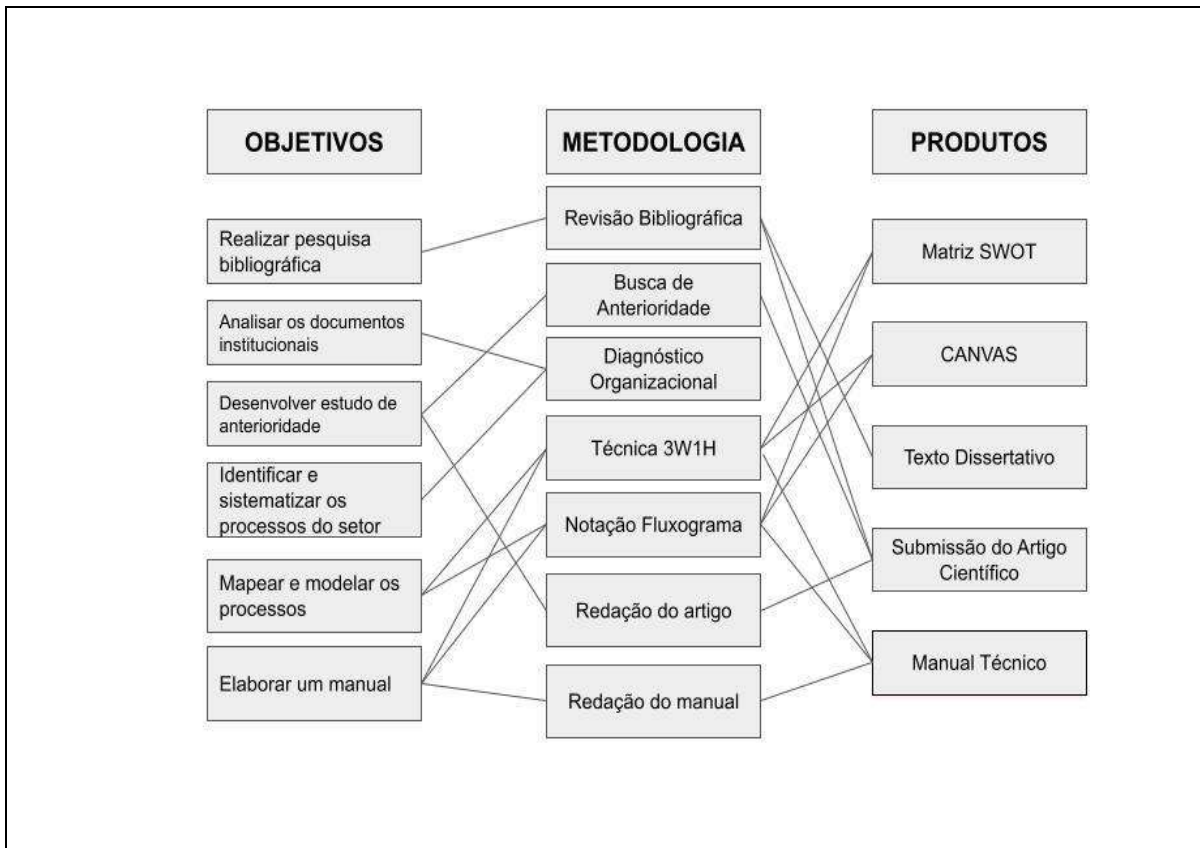 OBJETIVOS
METODOLOGIA
PRODUTOS
Realizar pesquisa
bibliográfica
Analisar os documentos
institucionais
Desenvolver estudo de
anterioridade
Identificar e
sistematizar os
processos do setor
Mapear e modelar os
processos
Elaborar um manual
Revisão Bibliográfica
Busca de
Anterioridade
Diagnóstico
Organizacional
Técnica 3W1H
Notação Fluxograma
Redação do artigo
Redação do manual
Matriz SWOT
CANVAS
Texto Dissertativo
Submissão do Artigo
Científico
Manual Técnico